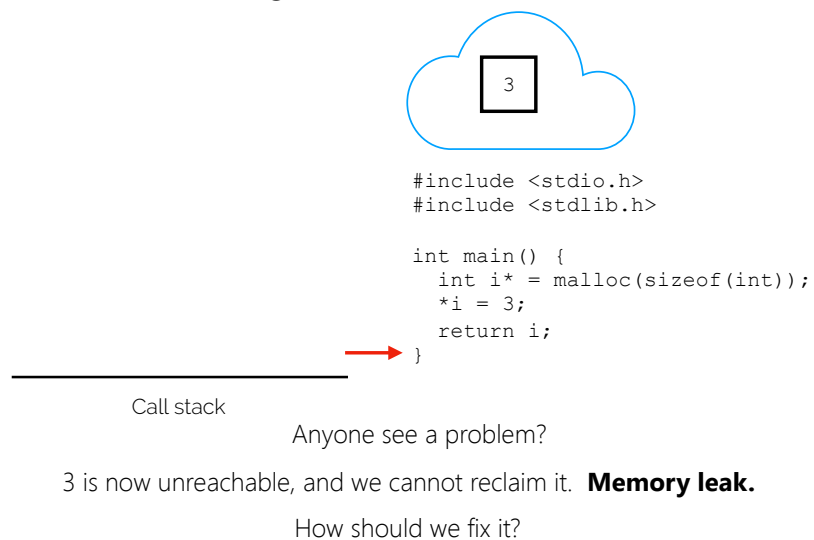 3
#include <stdio.h>
#include <stdlib.h>
int main() {
int i* = malloc(sizeof(int));
*i = 3;
return i;
}
Call stack
Anyone see a problem?
3 is now unreachable, and we cannot reclaim it. Memory leak.
How should we fix it?